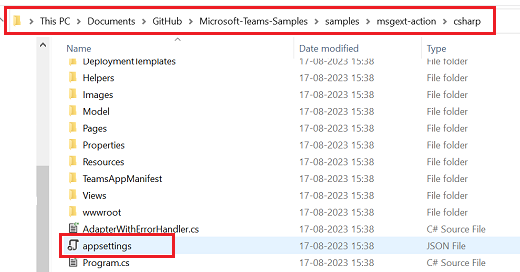 This PC > Documents > GitHub > Microsoft-Teams-Samples > samples > msgext-action > csharp
Name Date modified Type
DeploymentTemplates 17-08-2023 15:38 File folder
Helpers 17-08-2023 15:38 File folder
Images 17-08-2023 15:38 File folder
Model 17-08-2023 15:38 File folder
Pages 17-08-2023 15:38 File folder
Properties 17-08-2023 15:38 File folder
Resources 17-08-2023 15:38 File folder
TeamsAppManifest 17-08-2023 15:38 File folder
Views 17-08-2023 15:38 File folder
wwwroot 17-08-2023 15:38 File folder
AdapterWithErrorHandler.cs 17-08-2023 15:38 C# Source File
appsettings 17-08-2023 15:38 JSON File
Program.cs 17-08-2023 15:38 C# Source File